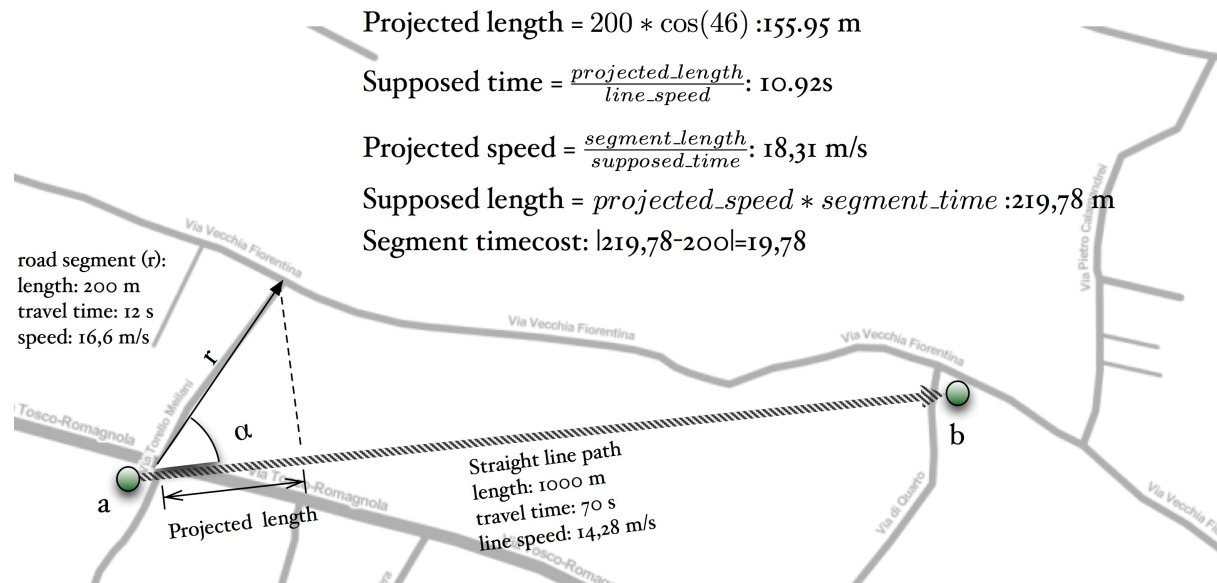 Projected length = 200 * cos(46) :155.95 m
Supposed time = projected_length/line_speed: 10.92s
Projected speed = segment_length/supposed_time: 18,31 m/s
Supposed length = projected_speed * segment_time :219,78 m
Segment timecost: |219,78-200|=19,78
Via Pietro Calamandrei
Via Vecchia Fiorentina
road segment (r):
length: 200 m
travel time: 12 s
speed: 16,6 m/s
r
Via Vecchia Fiorentina
Via Vecchia Fiorentina
Via Torello Meilani
α
Tosco-Romagnola
a
b
Via Tosco-Romagnola
Projected length
Straight line path
length: 1000 m
travel time: 70 s
line speed: 14,28 m/s
Via di Quarto
Via Vecchia Fi
Via Tosco-Romag